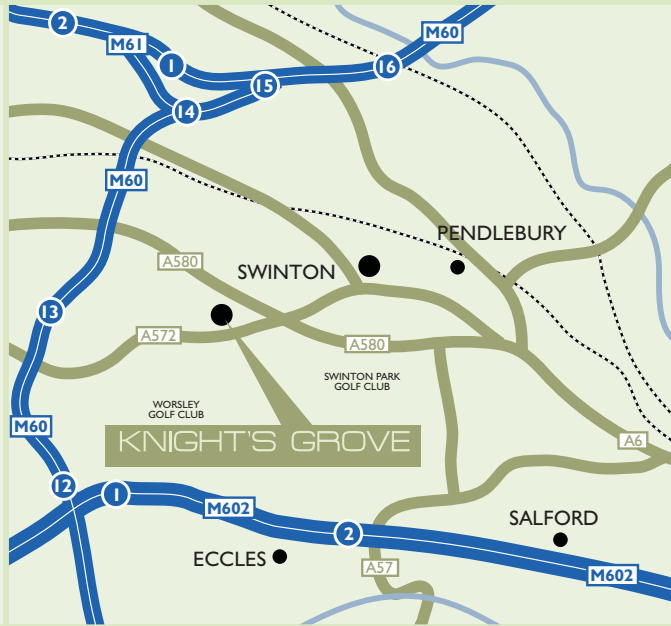 2
M60
M61
1
16
15
14
M60
PENDLEBURY
A580
SWINTON
13
A572
A580
SWINTON PARK
GOLF CLUB
WORSLEY
GOLF CLUB
M60
KNIGHT'S GROVE
A6
12
1
M602
SALFORD
2
ECCLES
A57
M602